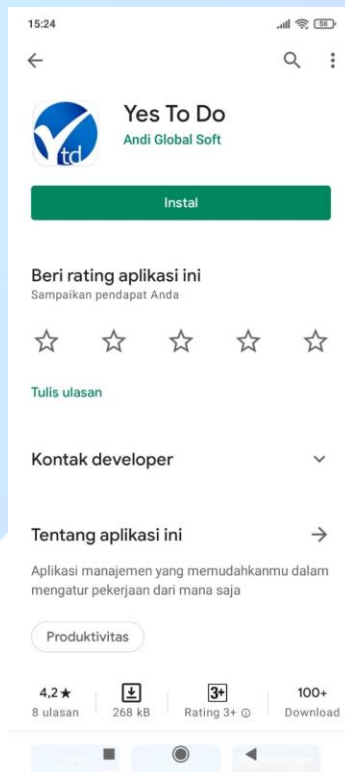 15:24
58
Yes To Do
Andi Global Soft
Ytd
Instal
Beri rating aplikasi ini
Sampaikan pendapat Anda
Tulis ulasan
Kontak developer
Tentang aplikasi ini
Aplikasi manajemen yang memudahkanmu dalam
mengatur pekerjaan dari mana saja
Produktivitas
4,2★ 3+ 100+
8 ulasan 268 kB Rating 3+ Download